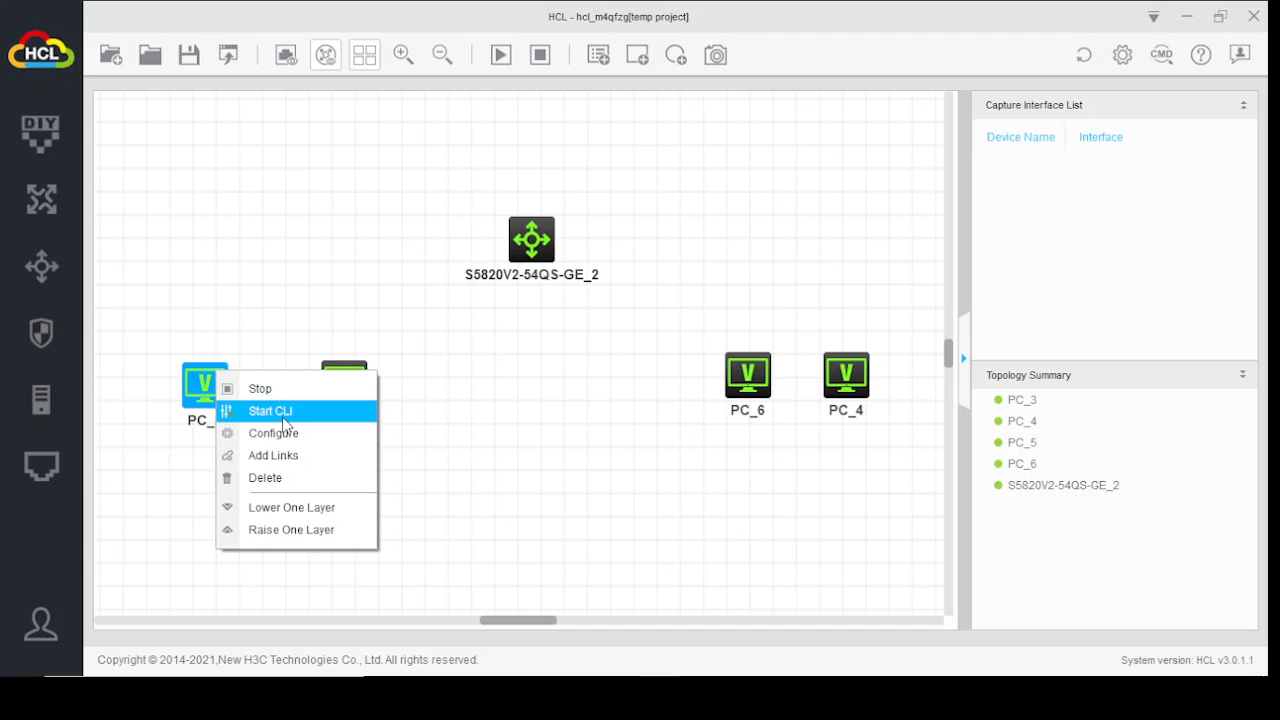 HCL - hcl_m4qfzg[temp project]
HCL
CMD
DIY
Capture Interface List
Device Name
Interface
S5820V2-54QS-GE_2
V
V
V
PC_
PC_6
PC_4
Stop
Start CLI
Configure
Add Links
Delete
Lower One Layer
Raise One Layer
Topology Summary
PC_3
PC_4
PC_5
PC_6
S5820V2-54QS-GE_2
Copyright © 2014-2021,New H3C Technologies Co., Ltd. All rights reserved.
System version: HCL v3.0.1.1